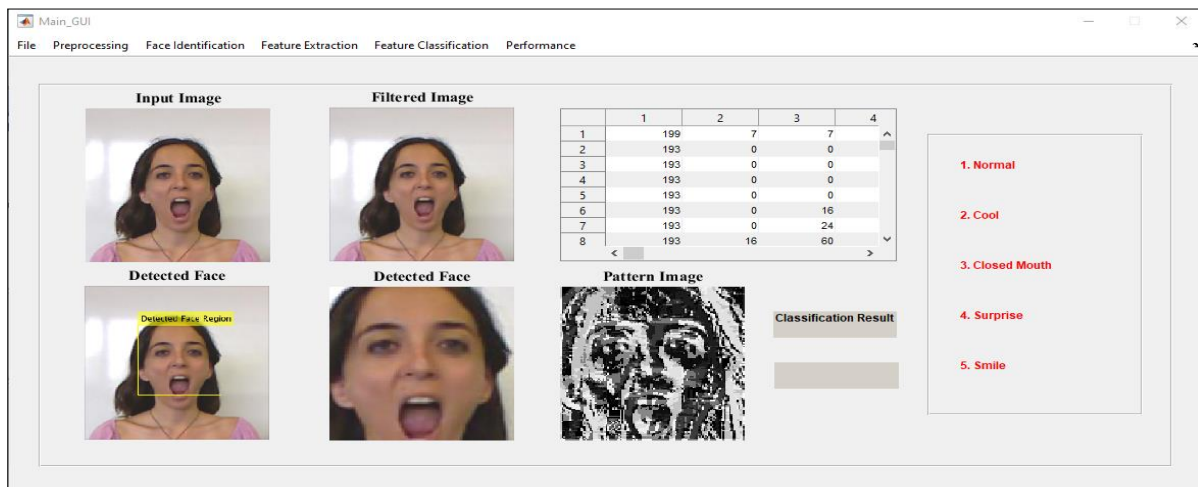 Main_GUI
File Preprocessing Face Identification Feature Extraction Feature Classification Performance
Input Image
Filtered Image
1 2 3 4
1 199 7 7
2 193 0 0
3 193 0 0
4 193 0 0
5 193 0 0
6 193 0 16
7 193 0 24
8 193 16 60
Detected Face
Detected Face
Pattern Image
Detected Face Region
Classification Result
1. Normal
2. Cool
3. Closed Mouth
4. Surprise
5. Smile